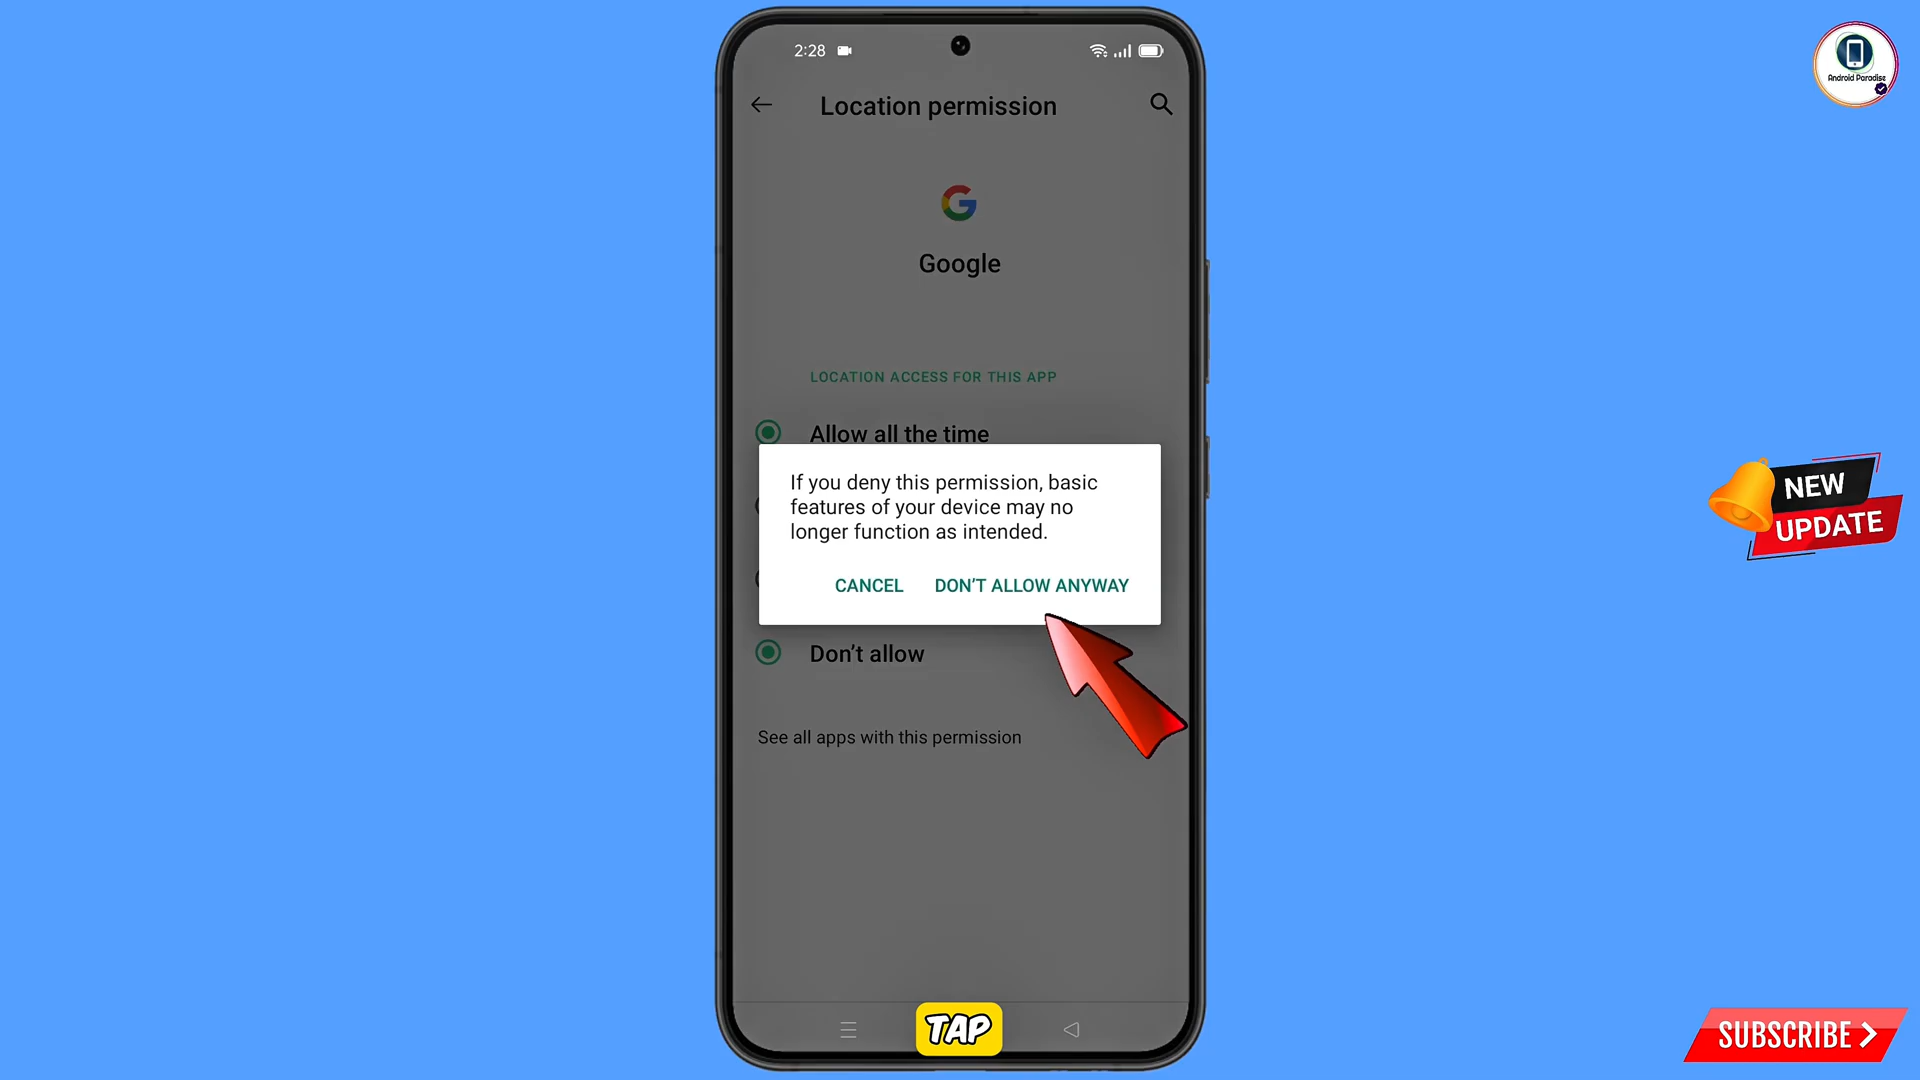 2:28
Android Paradise
Location permission
Google
LOCATION ACCESS FOR THIS APP
Allow all the time
If you deny this permission, basic
features of your device may no
longer function as intended.
CANCEL DON'T ALLOW ANYWAY
NEW
UPDATE
Don't allow
See all apps with this permission
TAP
SUBSCRIBE